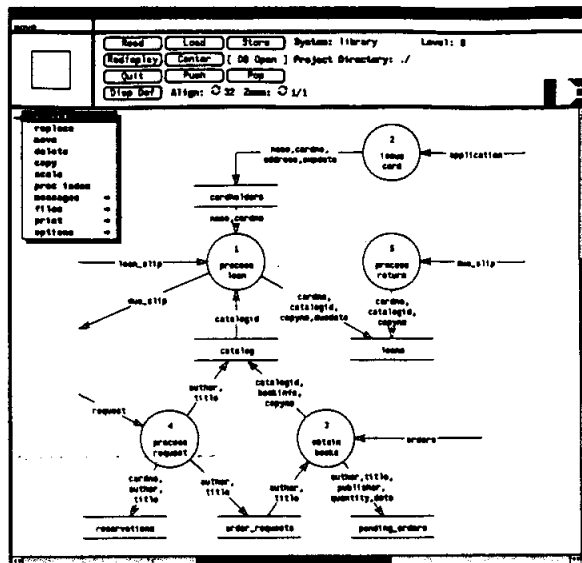 move
Read Load Store System: library Level: 0
Redisplay Center [ DB Open ] Project Directory: ./
Quit Push Pop
Disp Def Align: 32 Zoom: 1/1
replace
move
delete
copy
scale
proc index
messages
files
print
options
name,cardno,
address,expdate
2
issue
card
application
cardholders
name,cardno
loan_slip
1
process
loan
5
process
return
due_slip
due_slip
catalogid
cardno,
catalogid,
copyno,duedate
cardno,
catalogid,
copyno
catalog
loans
request
author,
title
catalogid,
bookinfo,
copyno
4
process
request
3
obtain
books
orders
cardno,
author,
title
author,
title
author,
title
author,title,
publisher,
quantity,date
reservations
order_requests
pending_orders